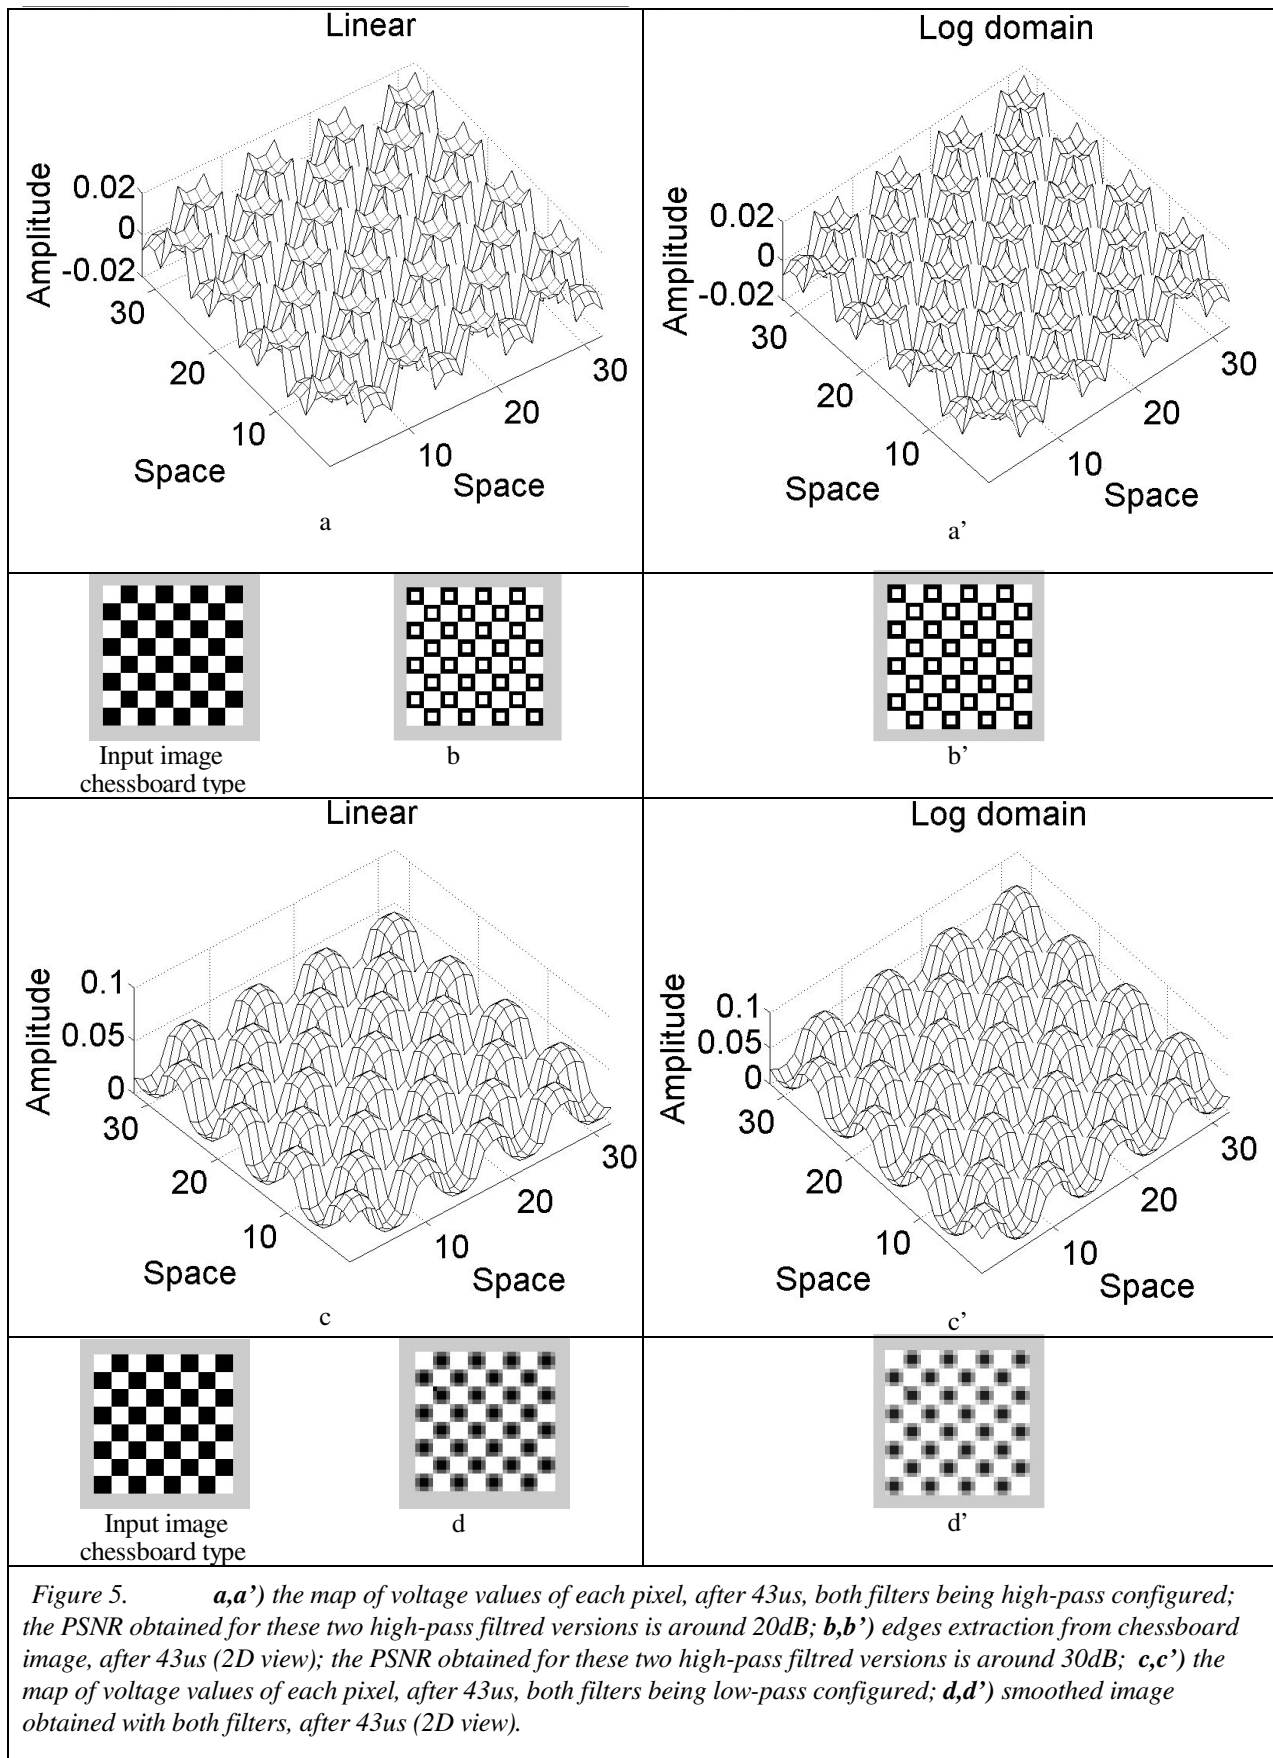 Linear
Log domain
Amplitude
0.02
0
-0.02
30
20
10
Space
10
20
30
Space
a
Amplitude
0.02
0
-0.02
30
20
10
Space
10
20
30
Space
a’
Input image
chessboard type
b
b’
Linear
Log domain
Amplitude
0.1
0.05
0
30
20
10
Space
10
20
30
Space
c
Amplitude
0.1
0.05
0
30
20
10
Space
10
20
30
Space
c’
Input image
chessboard type
d
d’
Figure 5. a,a’) the map of voltage values of each pixel, after 43us, both filters being high-pass configured;
the PSNR obtained for these two high-pass filtred versions is around 20dB; b,b’) edges extraction from chessboard
image, after 43us (2D view); the PSNR obtained for these two high-pass filtred versions is around 30dB; c,c’) the
map of voltage values of each pixel, after 43us, both filters being low-pass configured; d,d’) smoothed image
obtained with both filters, after 43us (2D view).